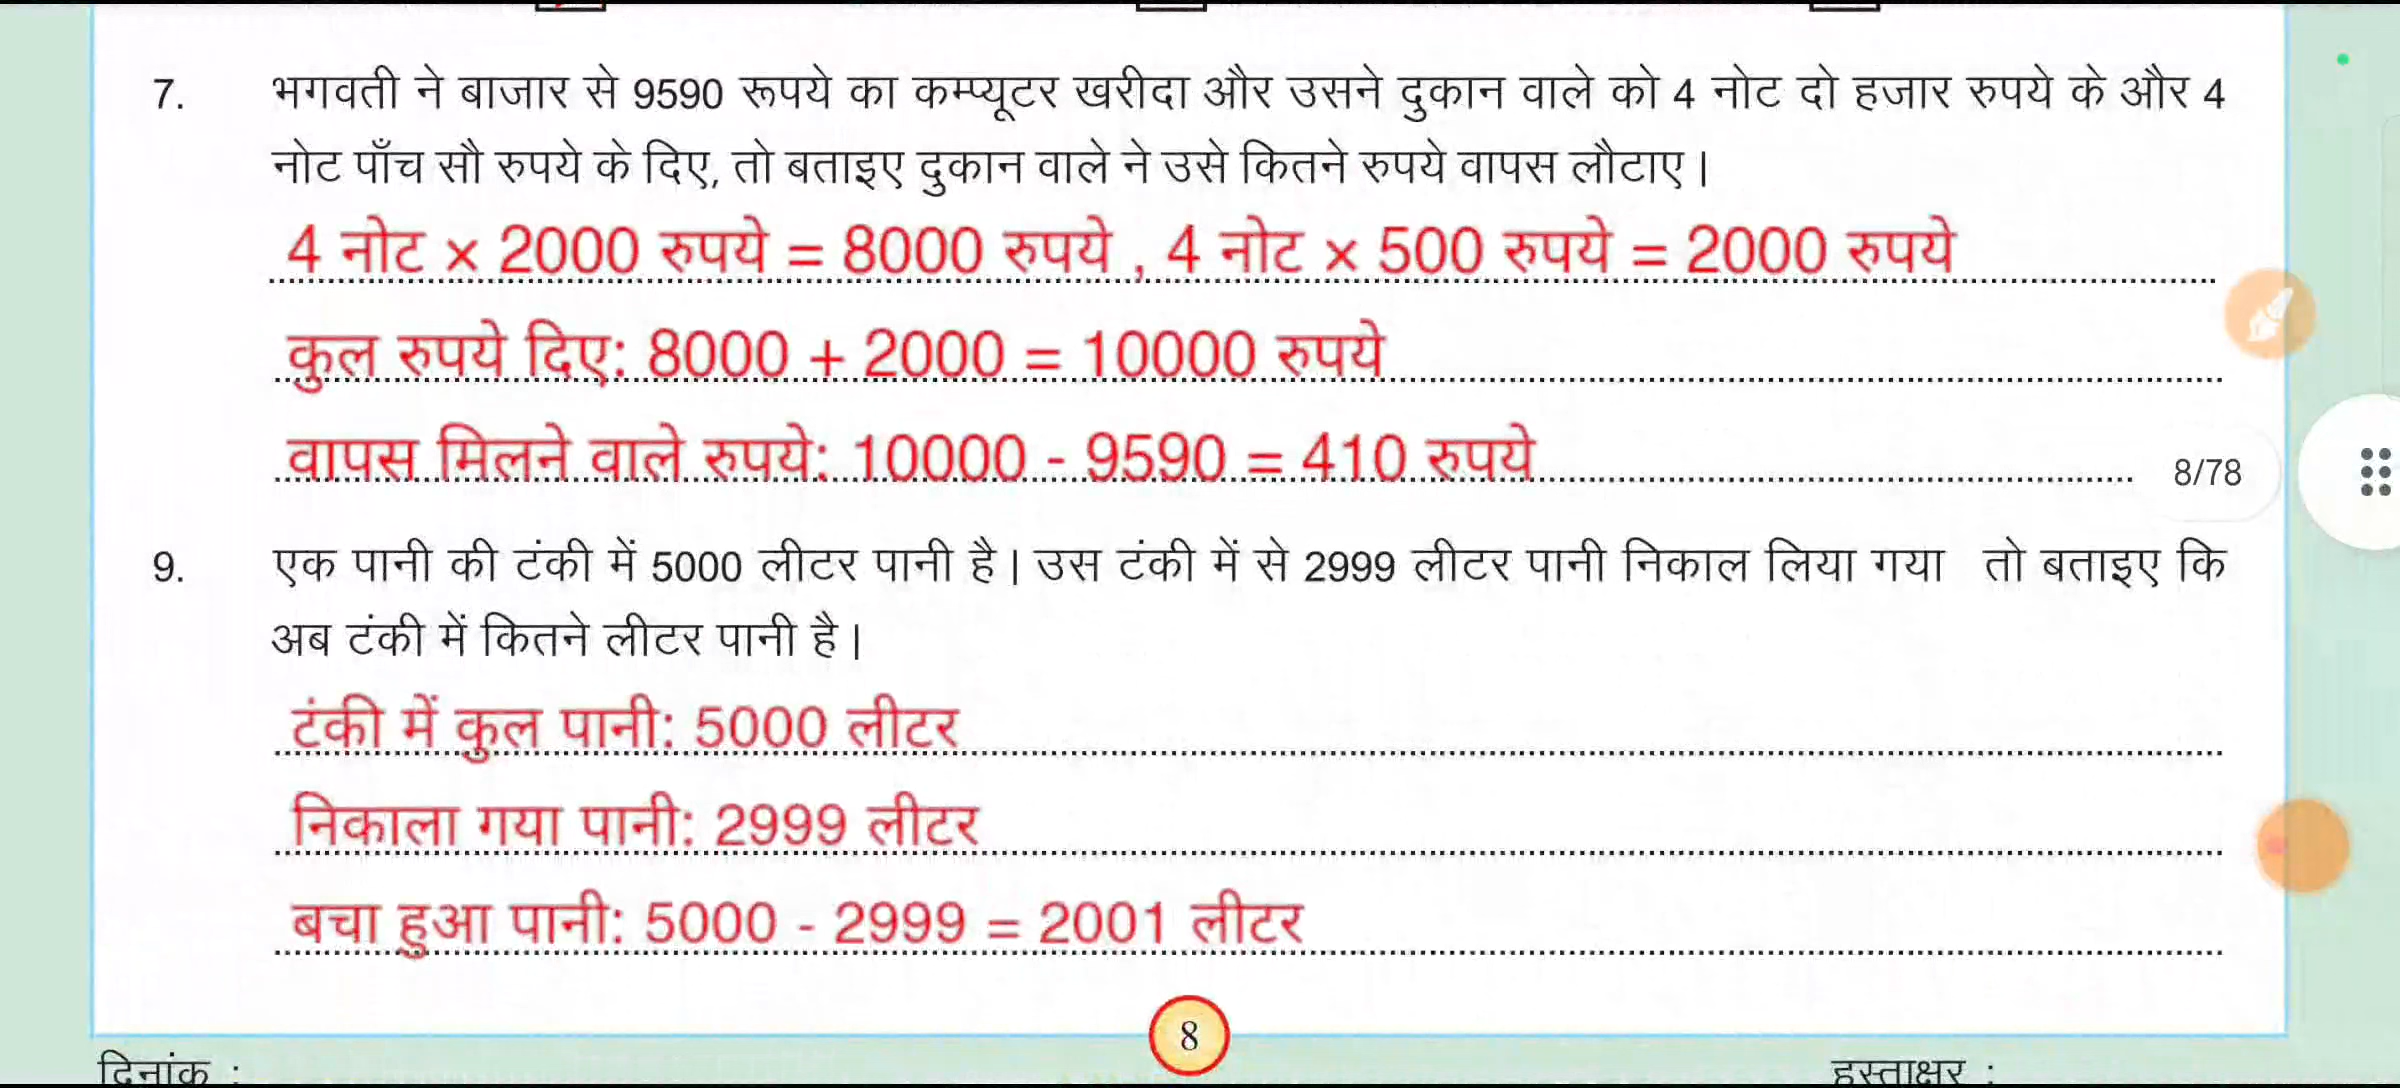 7. भगवती ने बाजार से 9590 रूपये का कम्प्यूटर खरीदा और उसने दुकान वाले को 4 नोट दो हजार रुपये के और 4
नोट पाँच सौ रुपये के दिए, तो बताइए दुकान वाले ने उसे कितने रुपये वापस लौटाए।
4 नोट × 2000 रुपये = 8000 रुपये , 4 नोट × 500 रुपये = 2000 रुपये
कुल रुपये दिए: 8000 + 2000 = 10000 रुपये
वापस मिलने वाले रुपये: 10000 - 9590 = 410 रुपये
8/78
9. एक पानी की टंकी में 5000 लीटर पानी है। उस टंकी में से 2999 लीटर पानी निकाल लिया गया तो बताइए कि
अब टंकी में कितने लीटर पानी है।
टंकी में कुल पानी: 5000 लीटर
निकाला गया पानी: 2999 लीटर
बचा हुआ पानी: 5000 - 2999 = 2001 लीटर
8
दिनांक : हस्ताक्षर :